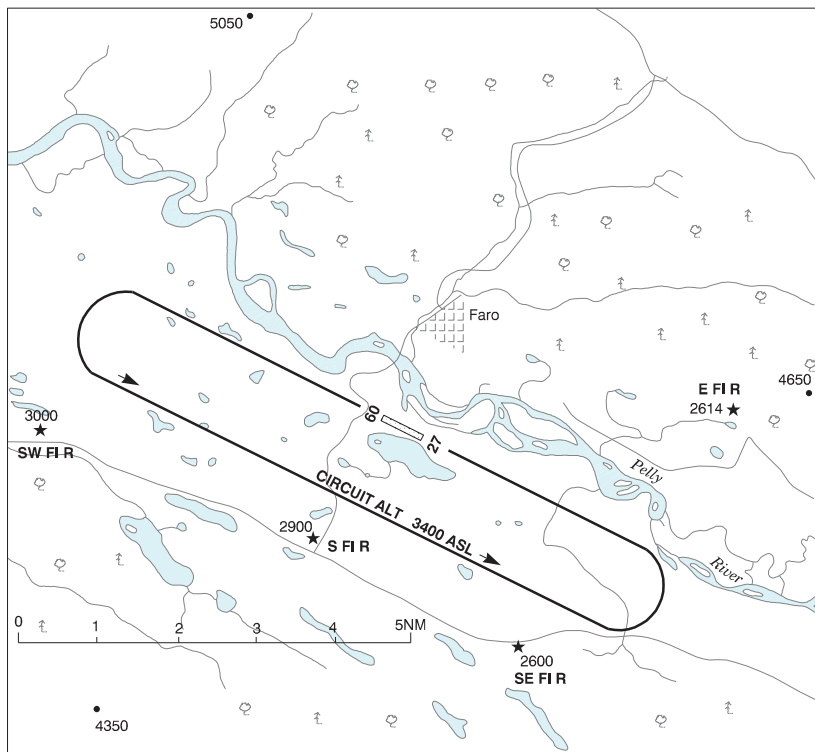 5050
Faro
E FI R
4650
2614
3000
SW FI R
09
27
Pelly
River
CIRCUIT ALT 3400 ASL
2900
S FI R
0 1 2 3 4 5NM
2600
SE FI R
4350